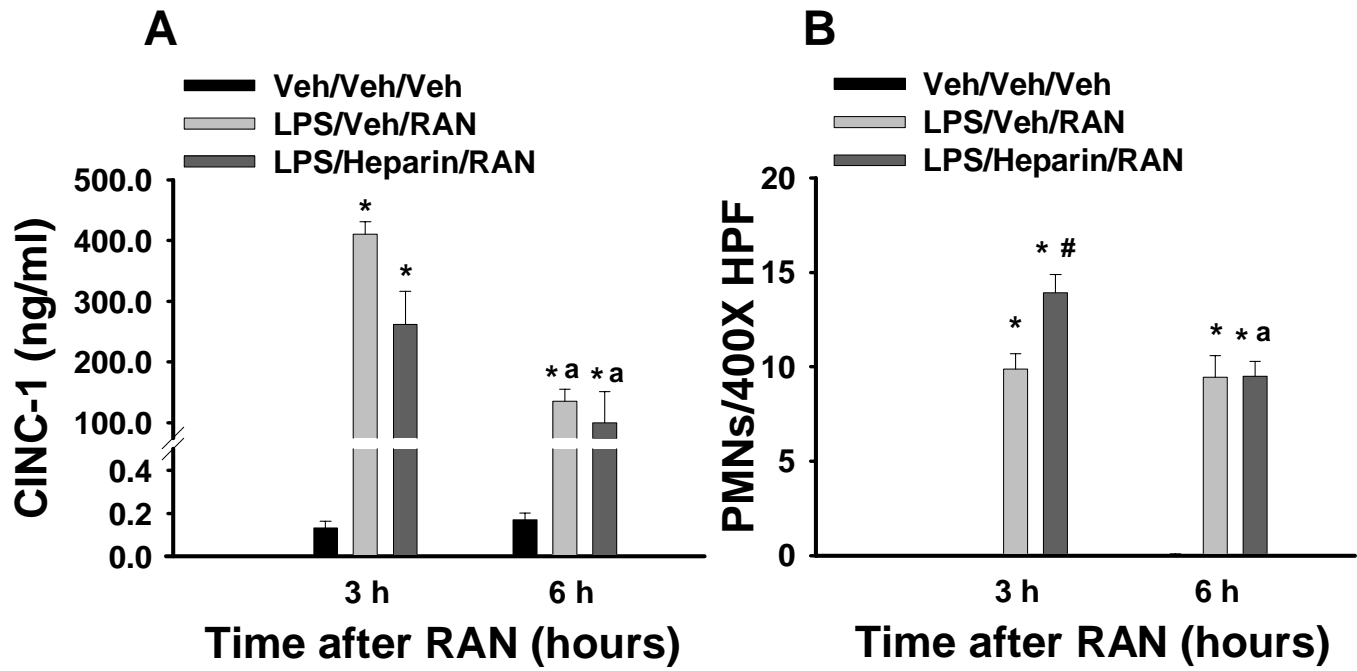 A
Veh/Veh/Veh
LPS/Veh/RAN
LPS/Heparin/RAN
CINC-1 (ng/ml)
500.0
400.0
300.0
200.0
100.0
0.4
0.2
0.0
*
*
* a
* a
3 h
6 h
Time after RAN (hours)
B
Veh/Veh/Veh
LPS/Veh/RAN
LPS/Heparin/RAN
PMNs/400X HPF
20
15
10
5
0
*
* #
*
* a
3 h
6 h
Time after RAN (hours)